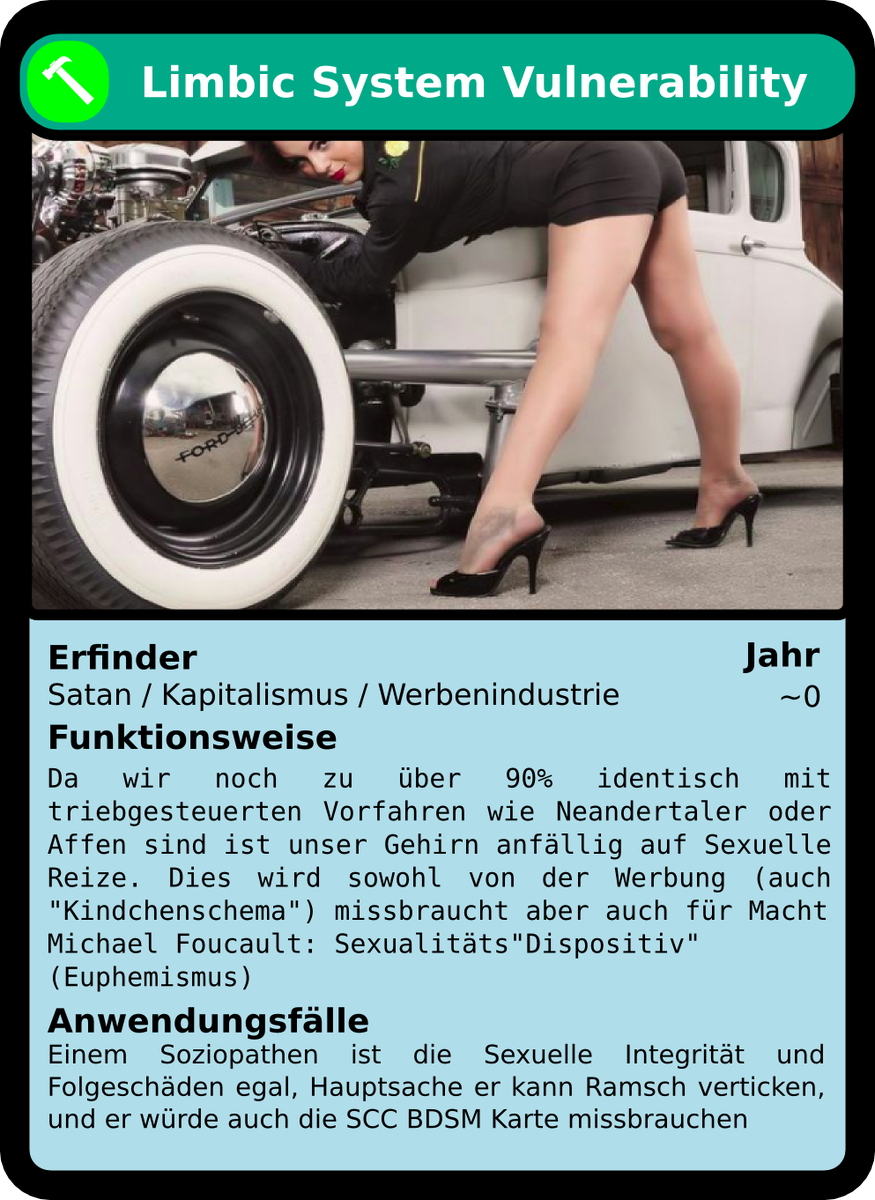 Limbic System Vulnerability
FORD
Erfinder
Jahr
Satan / Kapitalismus / Werbenindustrie
~0
Funktionsweise
Da wir noch zu über 90% identisch mit
triebgesteuerten Vorfahren wie Neandertaler oder
Affen sind ist unser Gehirn anfällig auf Sexuelle
Reize. Dies wird sowohl von der Werbung (auch
"Kindchenschema") missbraucht aber auch für Macht
Michael Foucault: Sexualitäts"Dispositiv"
(Euphemismus)
Anwendungsfälle
Einem Soziopathen ist die Sexuelle Integrität und
Folgeschäden egal, Hauptsache er kann Ramsch verticken,
und er würde auch die SCC BDSM Karte missbrauchen